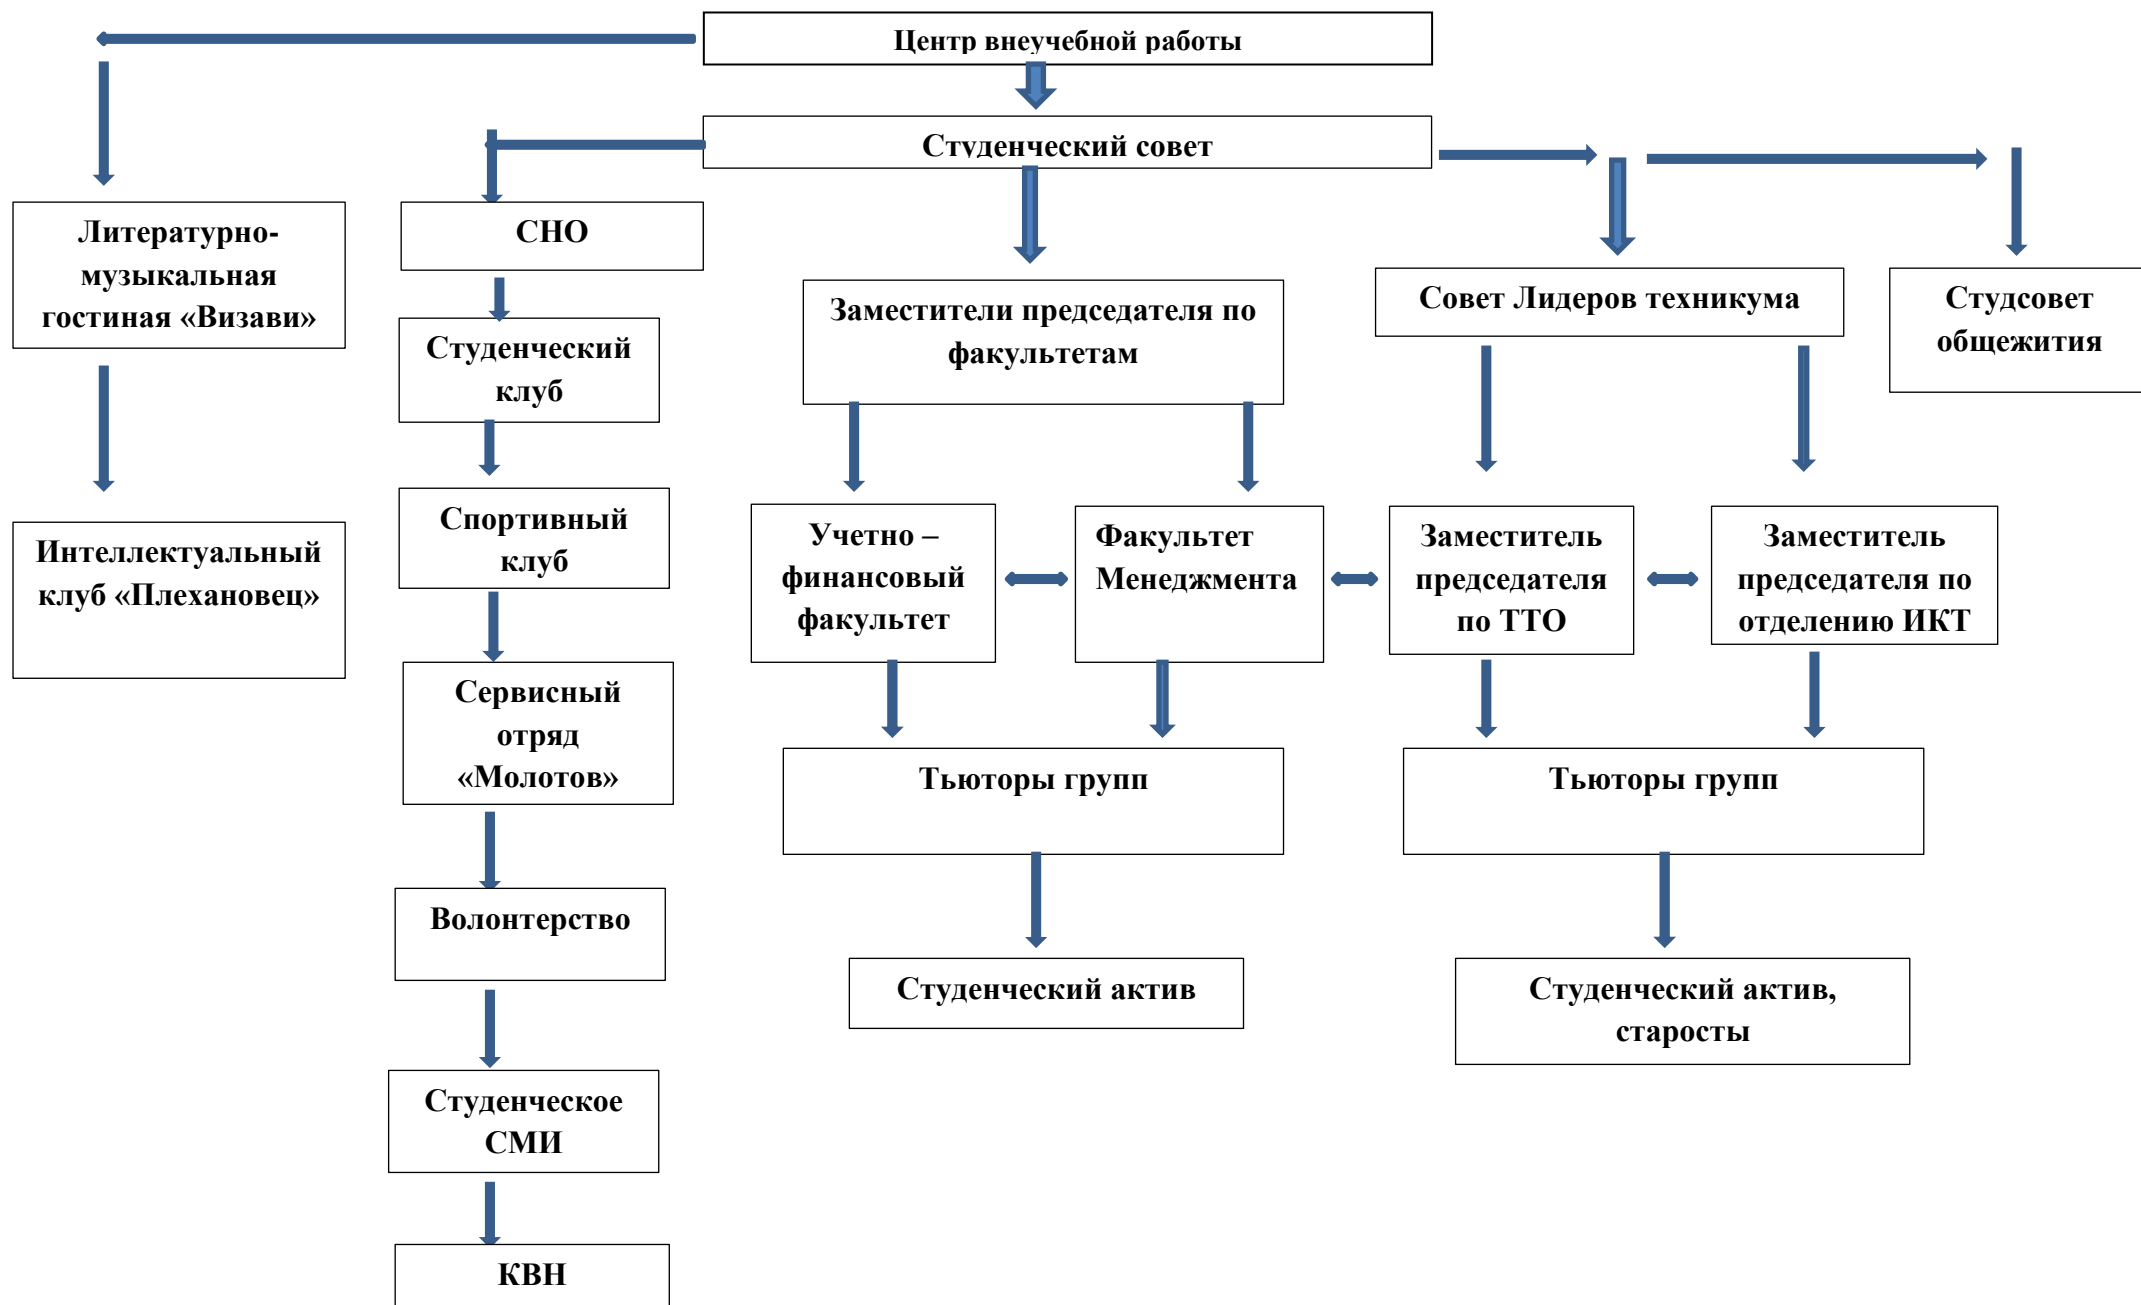 Центр внеучебной работы
Студенческий совет
Литературно-
музыкальная
гостиная «Визави»
Интеллектуальный
клуб «Плехановец»
СНО
Студенческий
клуб
Спортивный
клуб
Сервисный
отряд
«Молотов»
Волонтерство
Студенческое
СМИ
КВН
Заместители председателя по
факультетам
Учетно –
финансовый
факультет
Факультет
Менеджмента
Тьюторы групп
Студенческий актив
Совет Лидеров техникума
Заместитель
председателя
по ТТО
Заместитель
председателя по
отделению ИКТ
Тьюторы групп
Студенческий актив,
старосты
Студсовет
общежития